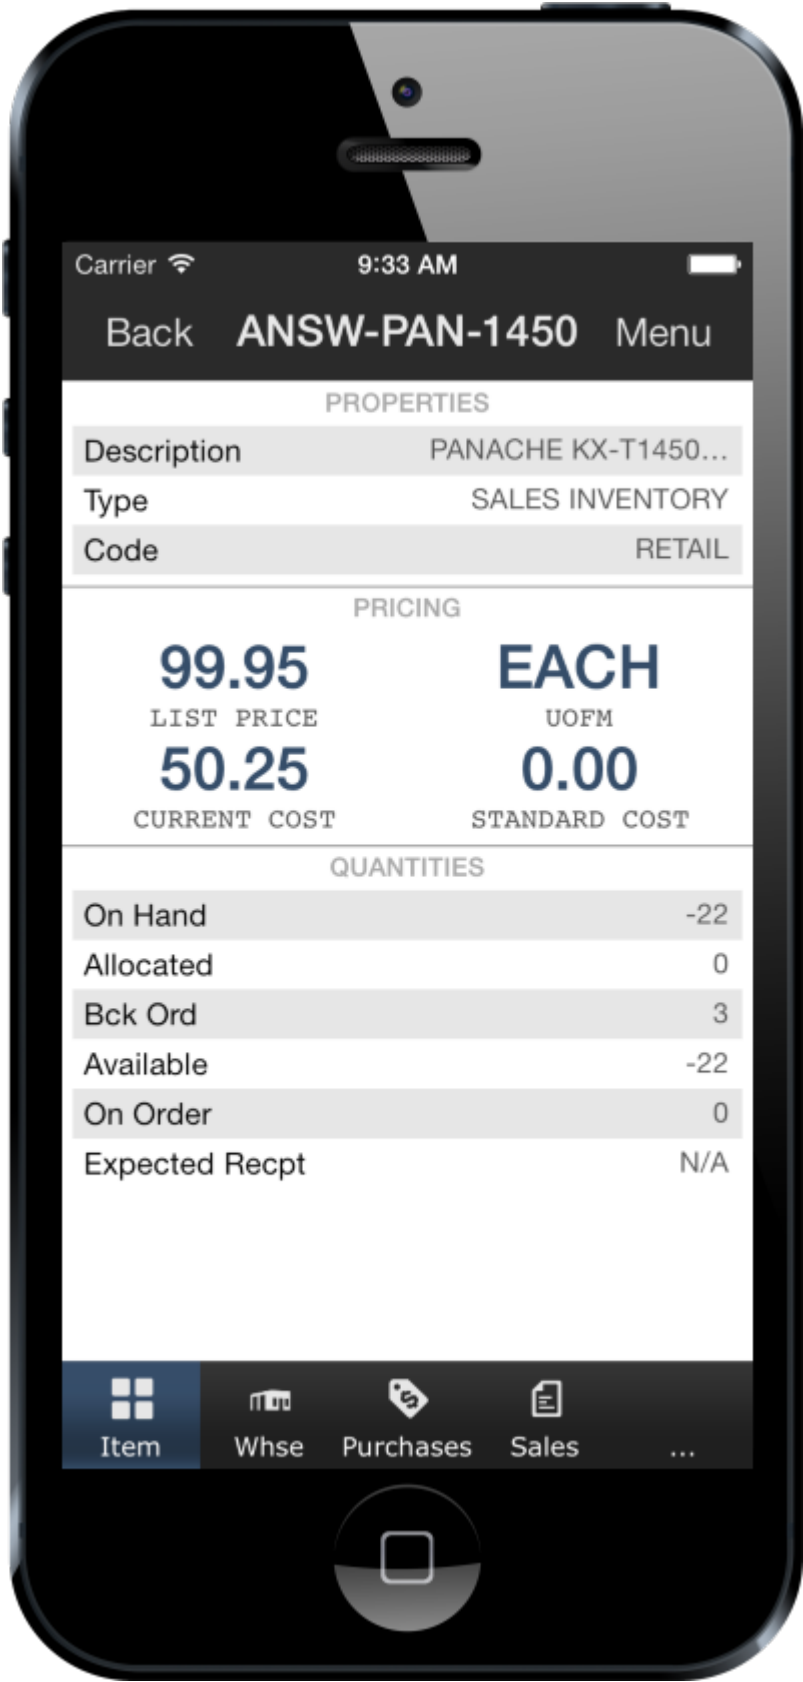 Carrier 9:33 AM
Back ANSW-PAN-1450 Menu
PROPERTIES
Description PANACHE KX-T1450...
Type SALES INVENTORY
Code RETAIL
PRICING
99.95 EACH
LIST PRICE UOFM
50.25 0.00
CURRENT COST STANDARD COST
QUANTITIES
On Hand -22
Allocated 0
Bck Ord 3
Available -22
On Order 0
Expected Recpt N/A
Item Whse Purchases Sales ...